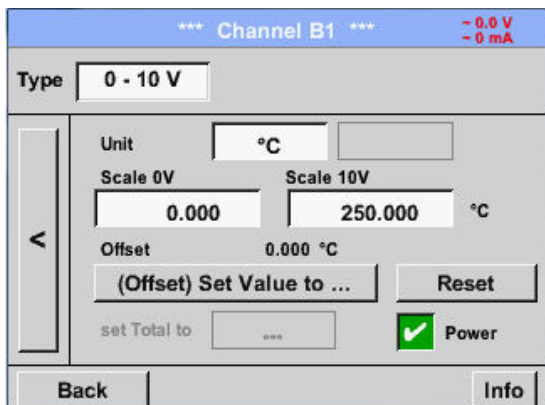 *** Channel B1 ***
~ 0.0 V
~ 0 mA
Type 0 - 10 V
Unit °C
Scale 0V Scale 10V
0.000 250.000 °C
<
Offset 0.000 °C
(Offset) Set Value to ... Reset
set Total to --- Power
Back Info